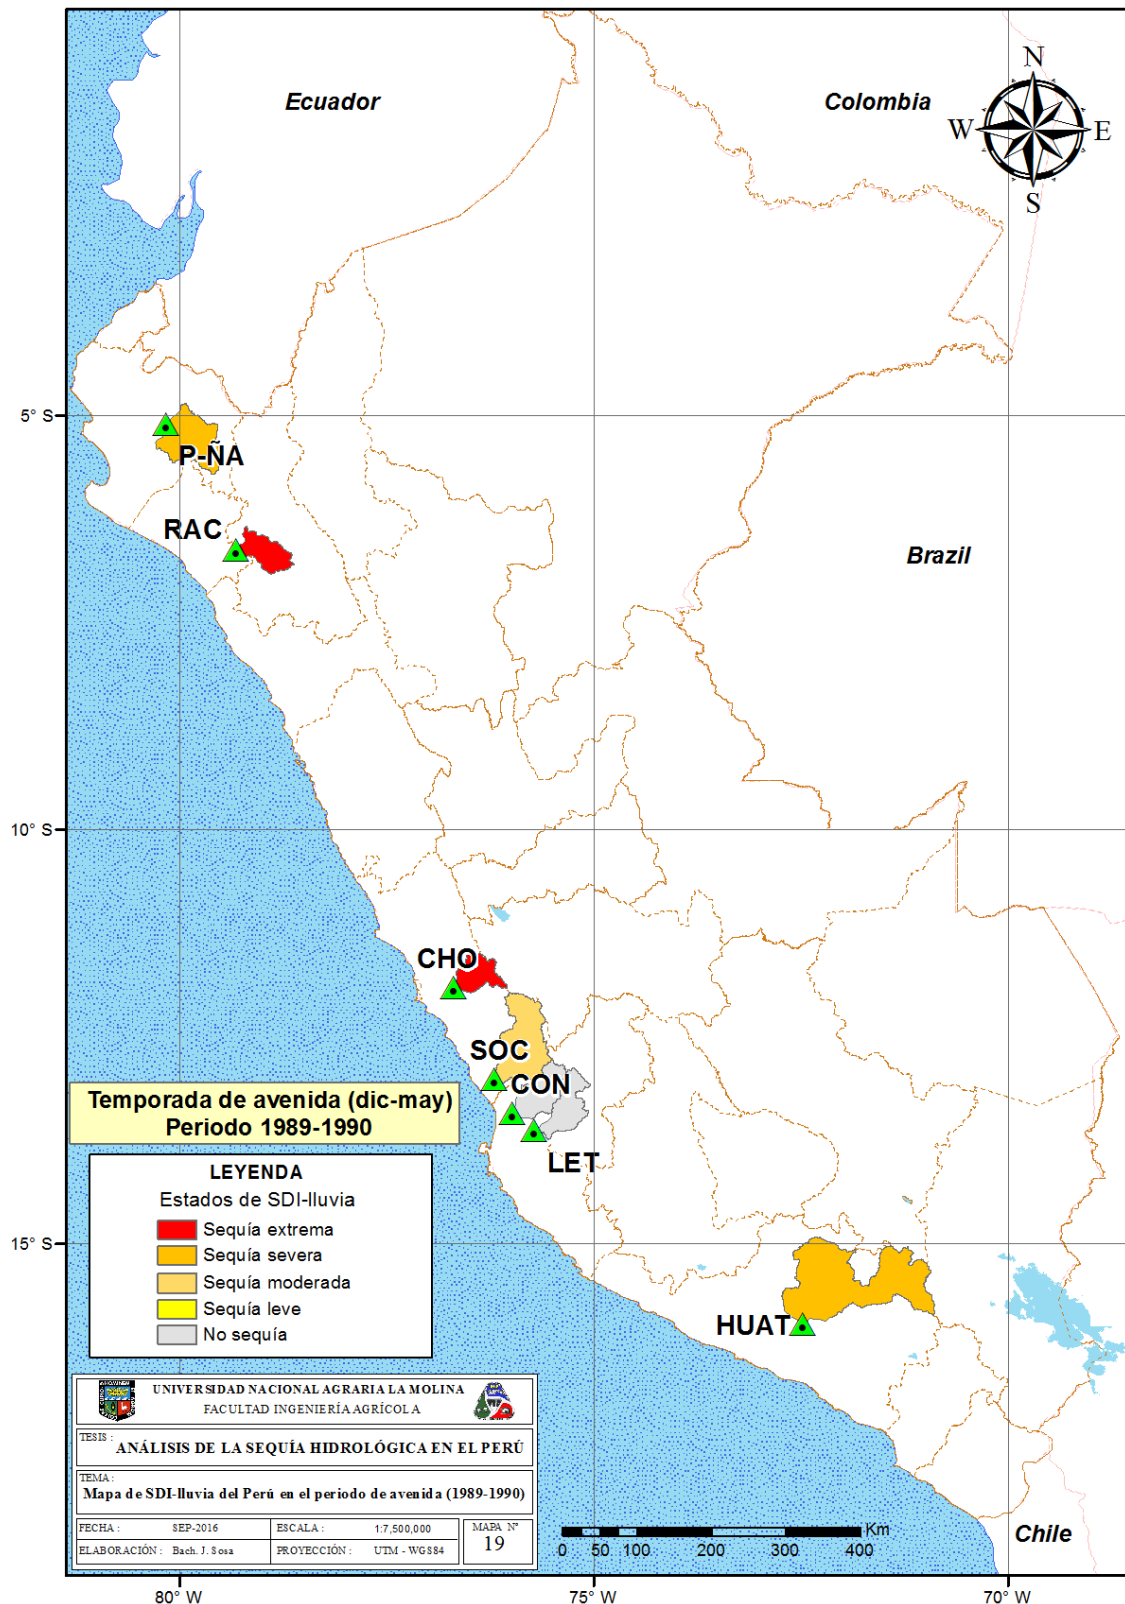 Ecuador
Colombia
N
W
E
S
5° S
P-ÑA
RAC
Brazil
10° S
CHO
SOC
CON
LET
Temporada de avenida (dic-may)
Periodo 1989-1990
LEYENDA
Estados de SDI-lluvia
Sequía extrema
Sequía severa
Sequía moderada
Sequía leve
No sequía
15° S
HUAT
UNIVERSIDAD NACIONAL AGRARIA LA MOLINA
FACULTAD INGENIERÍA AGRÍCOLA
TESIS :
ANÁLISIS DE LA SEQUÍA HIDROLÓGICA EN EL PERÚ
TEMA :
Mapa de SDI-lluvia del Perú en el periodo de avenida (1989-1990)
FECHA : SEP-2016 ESCALA : 1:7,500,000 MAPA Nº
ELABORACIÓN : Bach. J. Sosa PROYECCIÓN : UTM - WGS84 19
Km
0 50 100 200 300 400
Chile
80° W 75° W 70° W